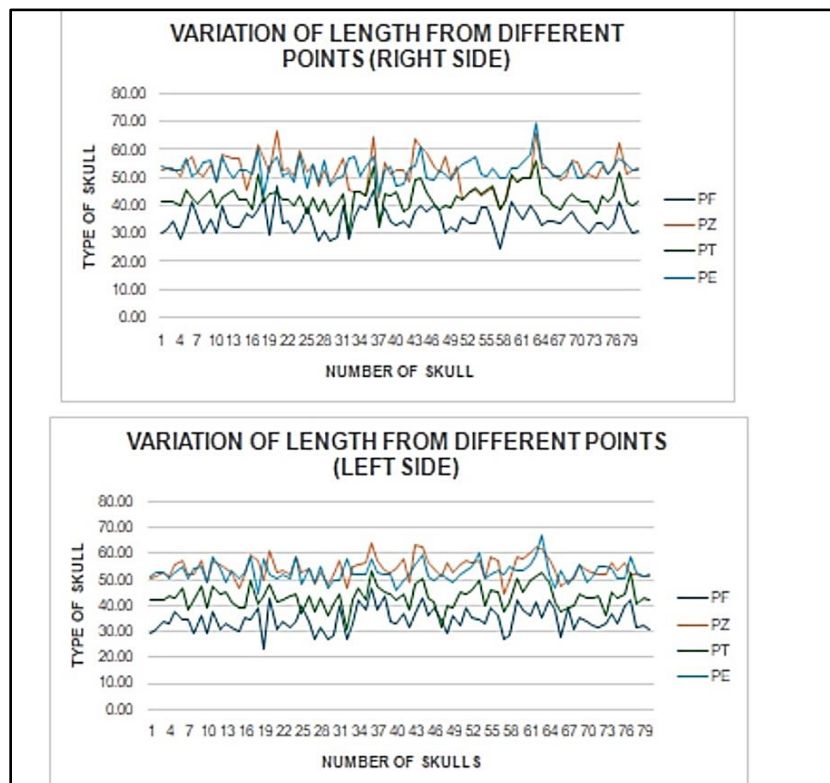 VARIATION OF LENGTH FROM DIFFERENT
POINTS (RIGHT SIDE)
TYPE OF SKULL
80.00
70.00
60.00
50.00
40.00
30.00
20.00
10.00
0.00
1 4 7 10 13 16 19 22 25 28 31 34 37 40 43 46 49 52 55 58 61 64 67 70 73 76 79
NUMBER OF SKULL
PF
PZ
PT
PE
VARIATION OF LENGTH FROM DIFFERENT POINTS
(LEFT SIDE)
TYPE OF SKULL
80.00
70.00
60.00
50.00
40.00
30.00
20.00
10.00
0.00
1 4 7 10 13 16 19 22 25 28 31 34 37 40 43 46 49 52 55 58 61 64 67 70 73 76 79
NUMBER OF SKULLS
PF
PZ
PT
PE